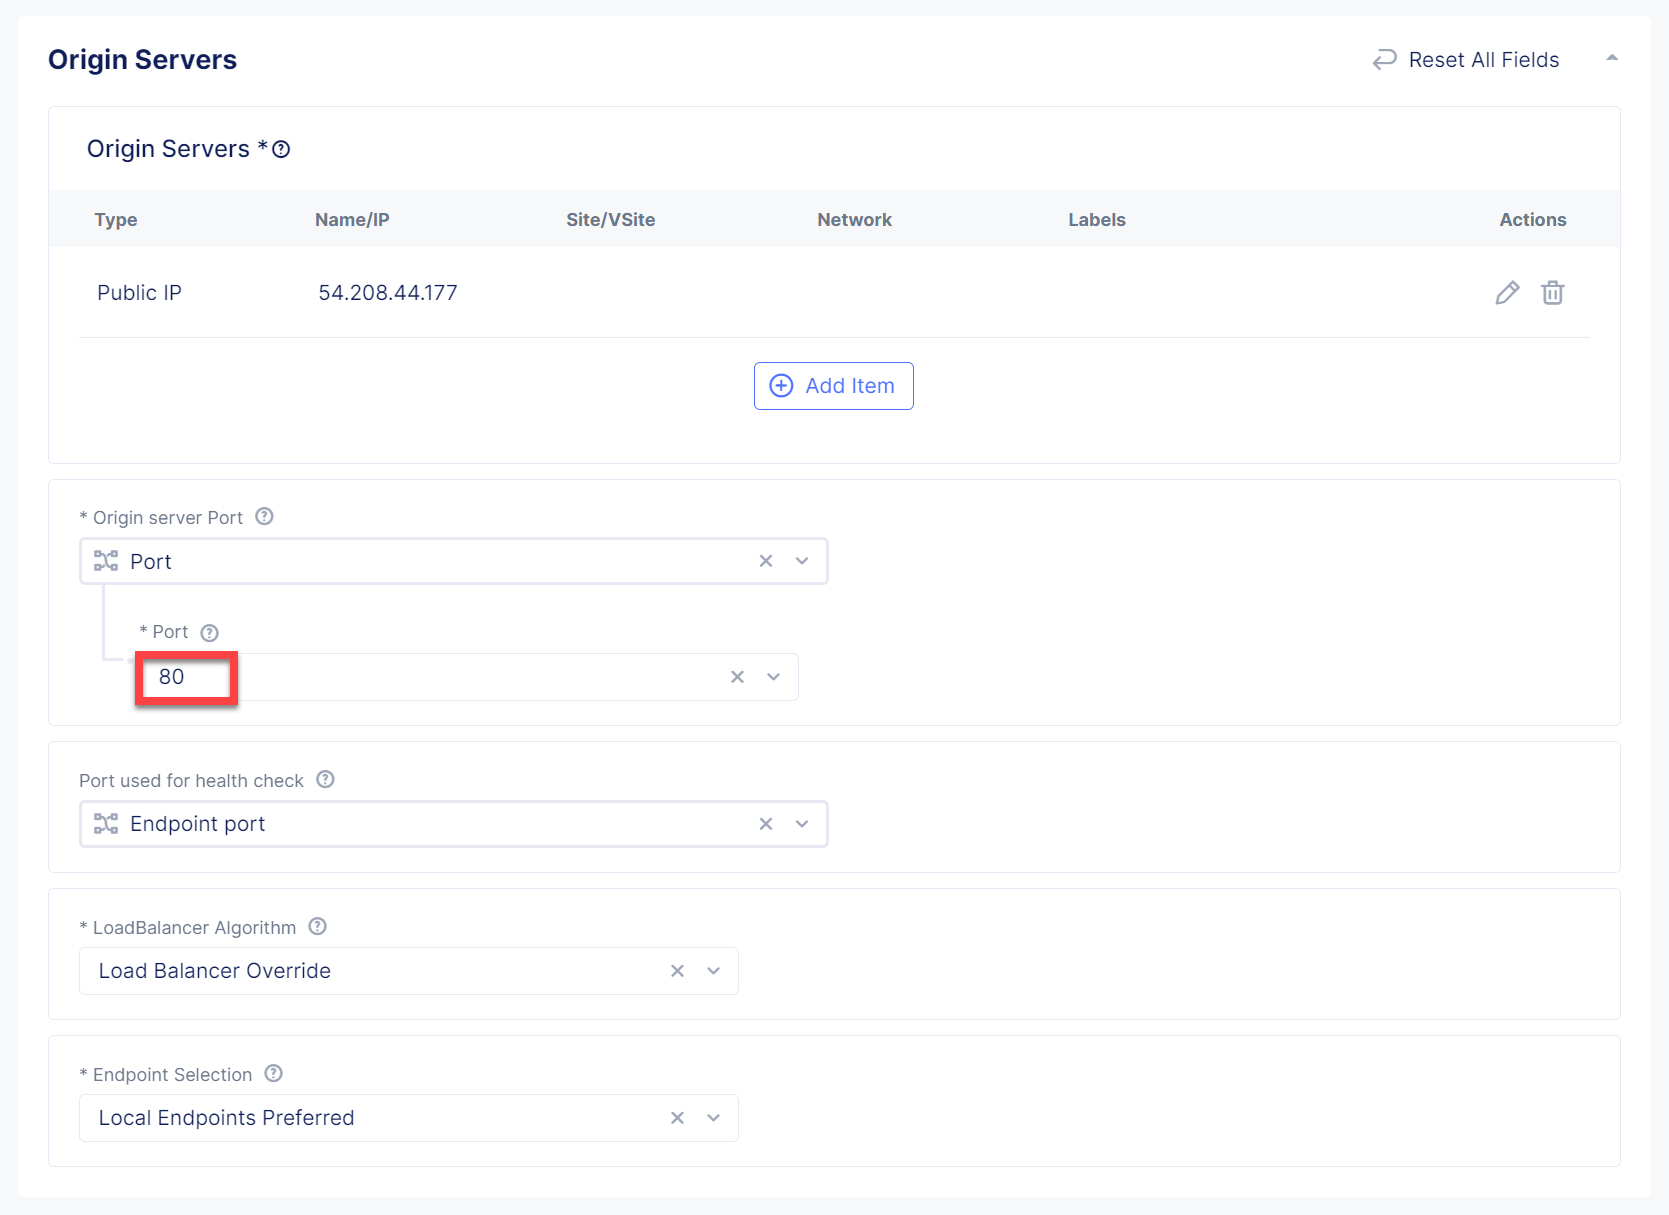 Origin Servers
Reset All Fields
Origin Servers *
Type Name/IP Site/VSite Network Labels Actions
Public IP 54.208.44.177
Add Item
* Origin server Port
Port
* Port
80
Port used for health check
Endpoint port
* LoadBalancer Algorithm
Load Balancer Override
* Endpoint Selection
Local Endpoints Preferred